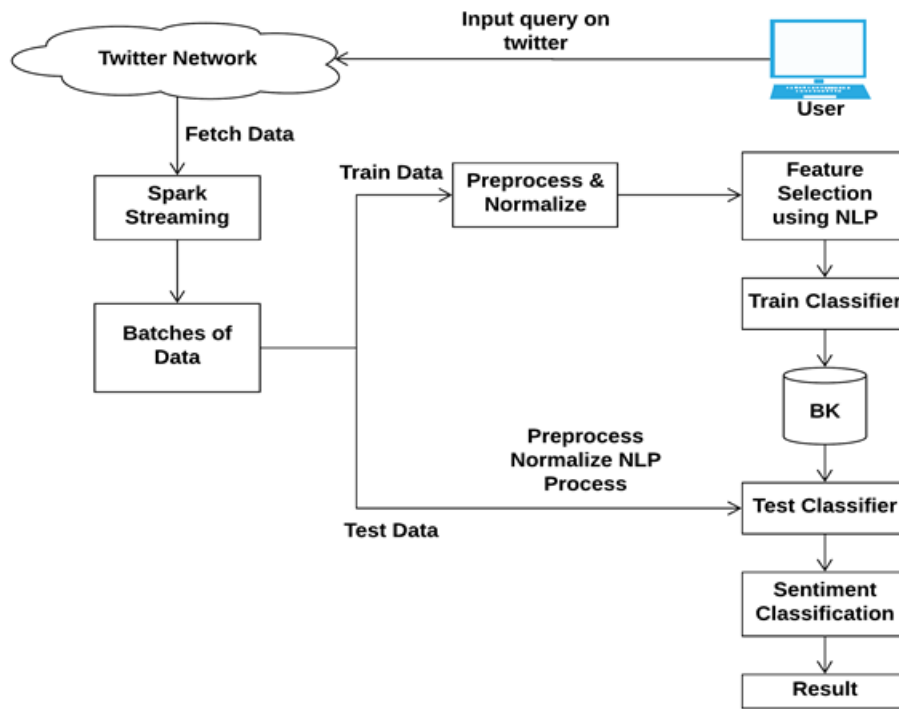 Input query on
twitter
Twitter Network
User
Fetch Data
Spark
Streaming
Train Data
Preprocess &
Normalize
Feature
Selection
using NLP
Train Classifier
Batches of
Data
BK
Preprocess
Normalize NLP
Process
Test Classifier
Test Data
Sentiment
Classification
Result